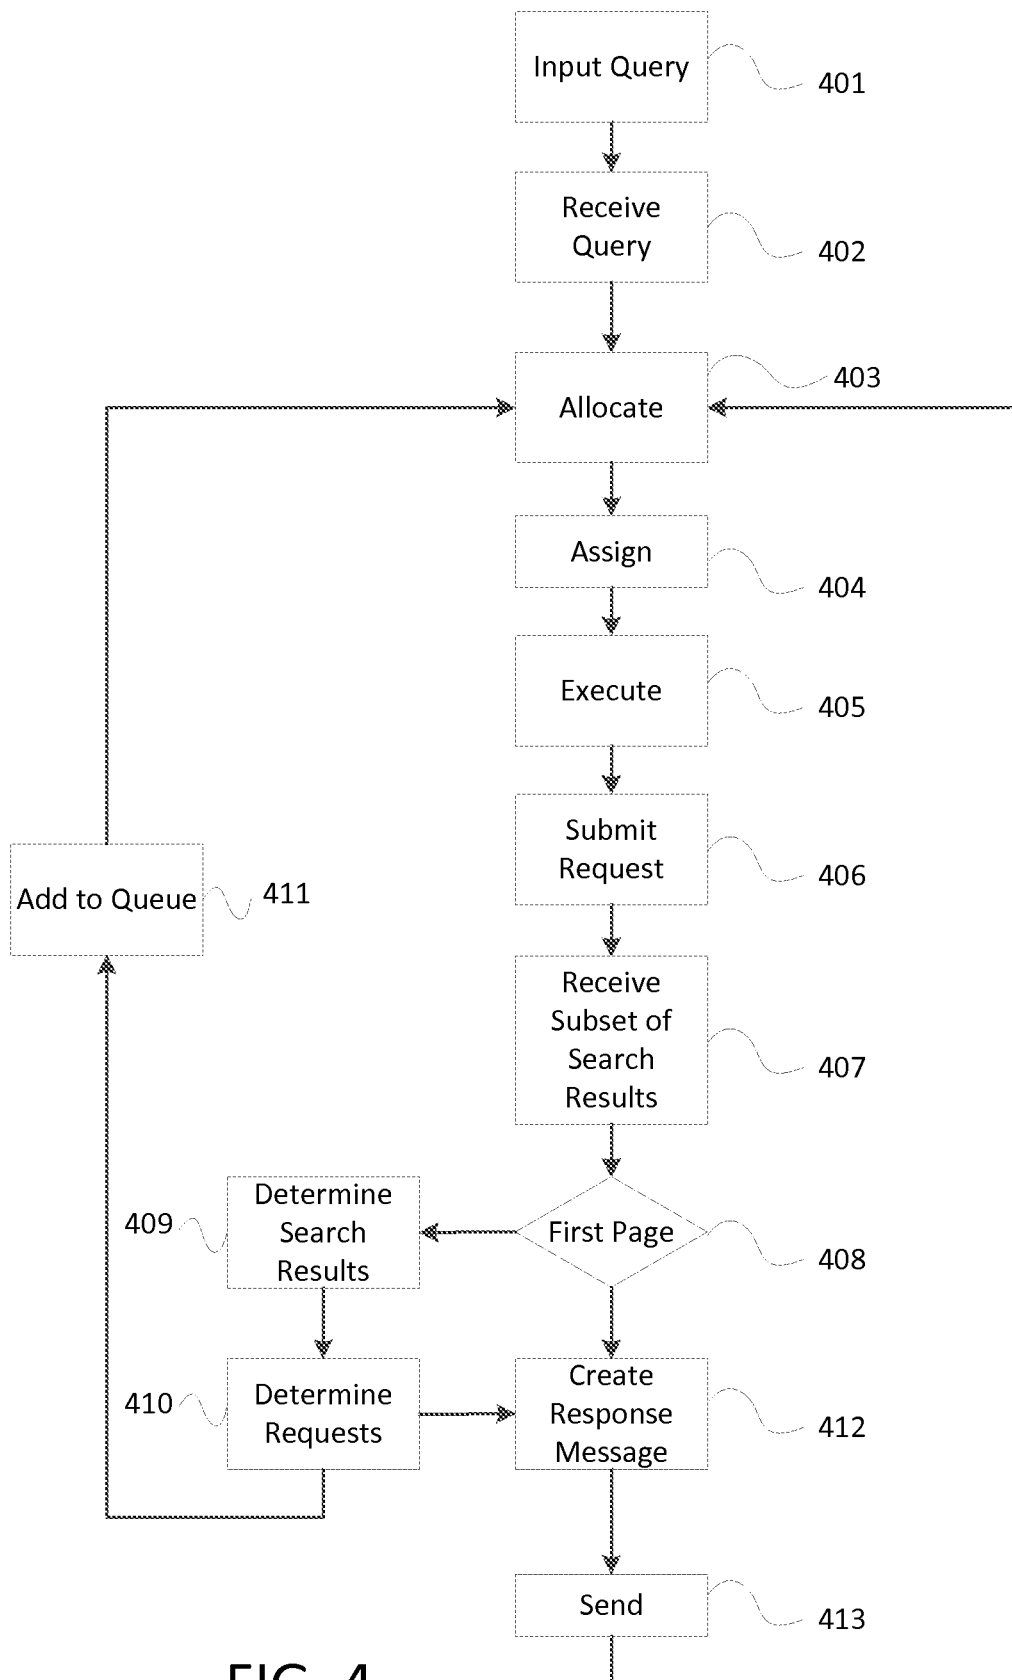 Input Query
401
Receive
Query
402
403
Allocate
Assign
404
Execute
405
Submit
Request
406
Add to Queue
411
Receive
Subset of
Search
Results
407
409
Determine
Search
Results
First Page
408
410
Determine
Requests
Create
Response
Message
412
Send
413
FIG. 4